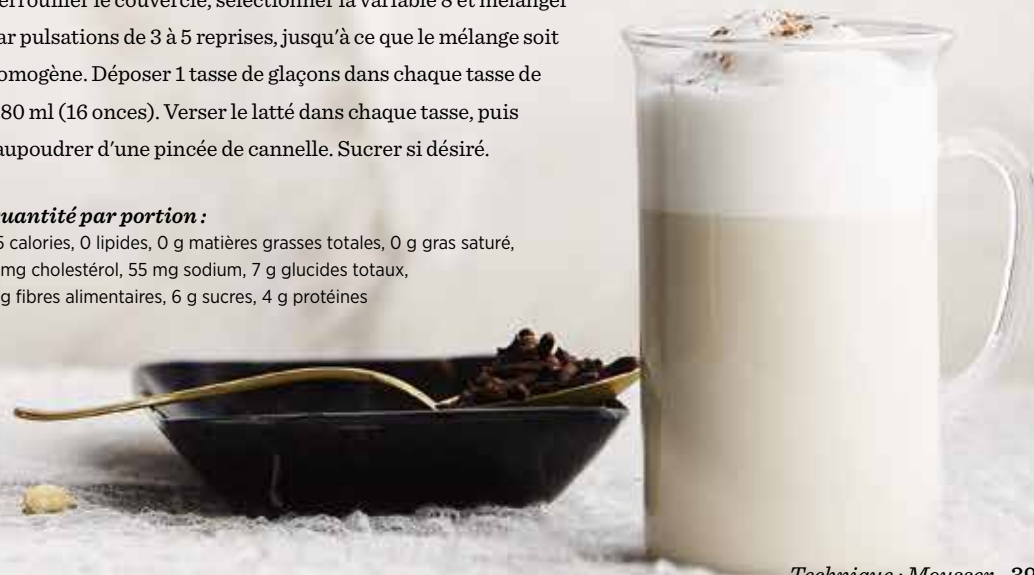 errouiller le couvercle, sélectionner la variable 8 et mélanger
ar pulsations de 3 à 5 reprises, jusqu'à ce que le mélange soit
omogène. Déposer 1 tasse de glaçons dans chaque tasse de
80 ml (16 onces). Verser le latté dans chaque tasse, puis
aupoudrer d'une pincée de cannelle. Sucrer si désiré.
uantité par portion :
5 calories, 0 lipides, 0 g matières grasses totales, 0 g gras saturé,
mg cholestérol, 55 mg sodium, 7 g glucides totaux,
g fibres alimentaires, 6 g sucres, 4 g protéines
Technique : Mousser 39